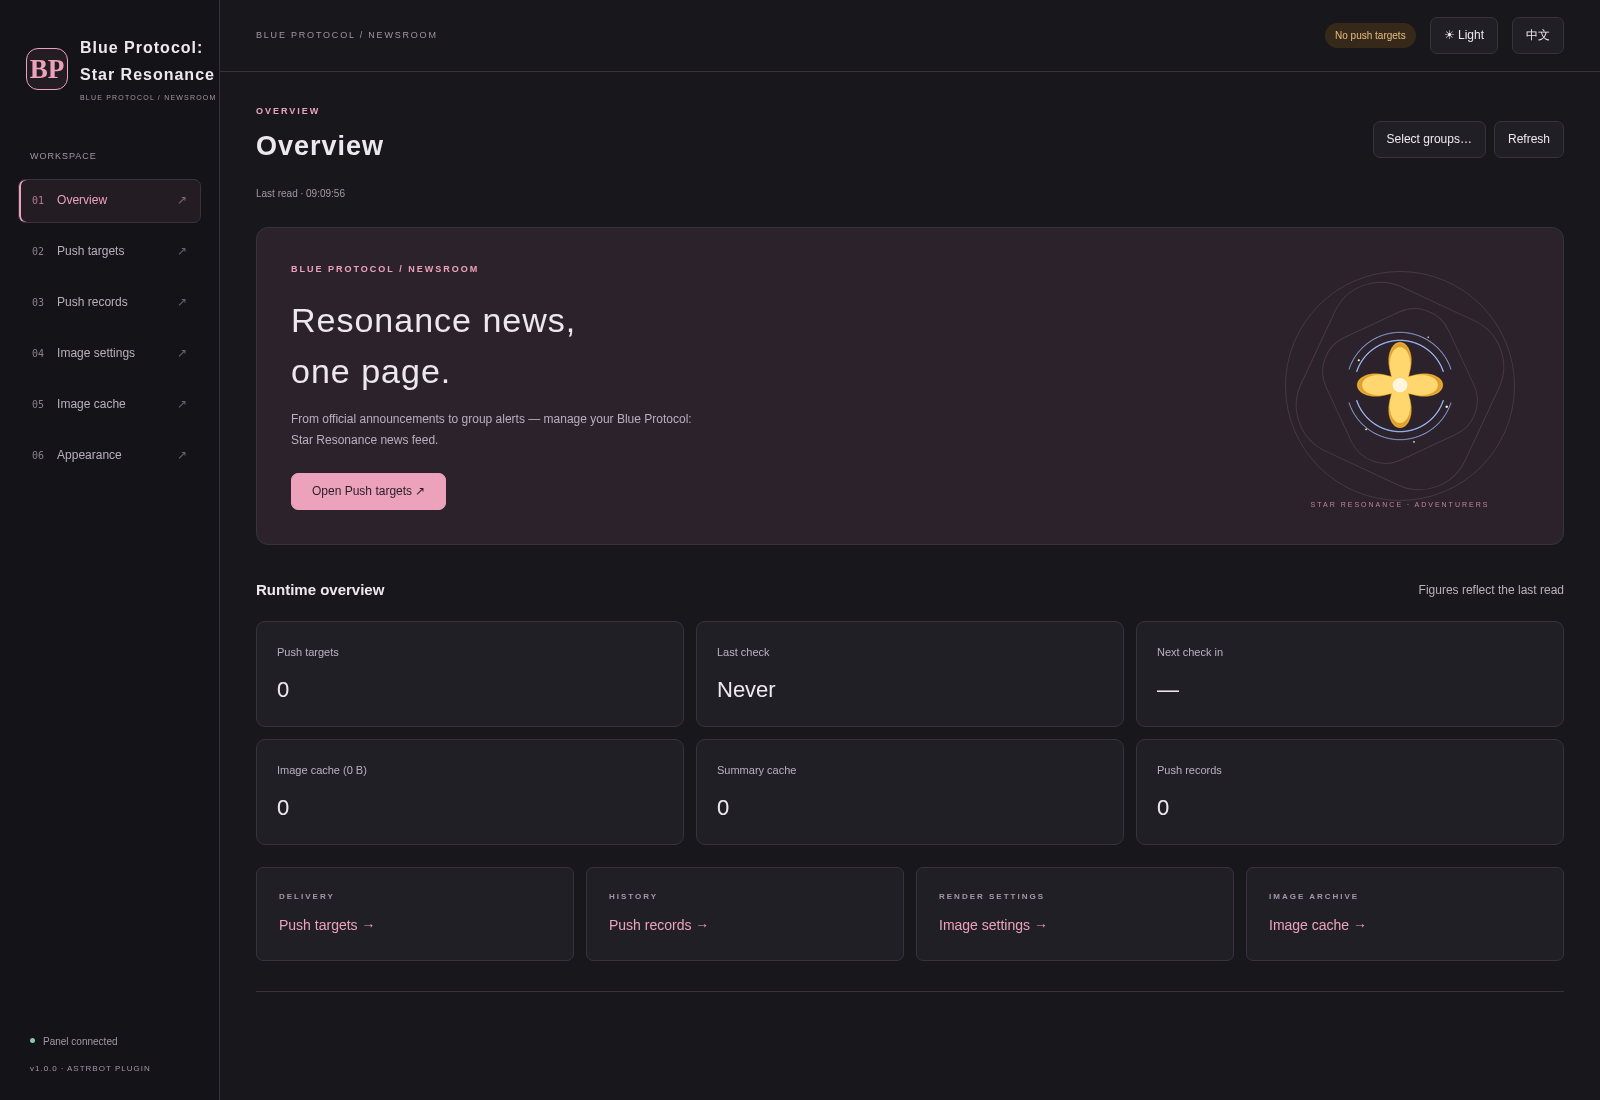 BP
Blue Protocol:
Star Resonance
BLUE PROTOCOL / NEWSROOM
WORKSPACE
01 Overview ↗
02 Push targets ↗
03 Push records ↗
04 Image settings ↗
05 Image cache ↗
06 Appearance ↗
Panel connected
v1.0.0 · ASTRBOT PLUGIN
BLUE PROTOCOL / NEWSROOM
No push targets
☀ Light
中文
OVERVIEW
Overview
Select groups…
Refresh
Last read · 09:09:56
BLUE PROTOCOL / NEWSROOM
Resonance news,
one page.
From official announcements to group alerts — manage your Blue Protocol:
Star Resonance news feed.
Open Push targets ↗
STAR RESONANCE · ADVENTURERS
Runtime overview
Figures reflect the last read
Push targets
0
Last check
Never
Next check in
—
Image cache (0 B)
0
Summary cache
0
Push records
0
DELIVERY
Push targets →
HISTORY
Push records →
RENDER SETTINGS
Image settings →
IMAGE ARCHIVE
Image cache →